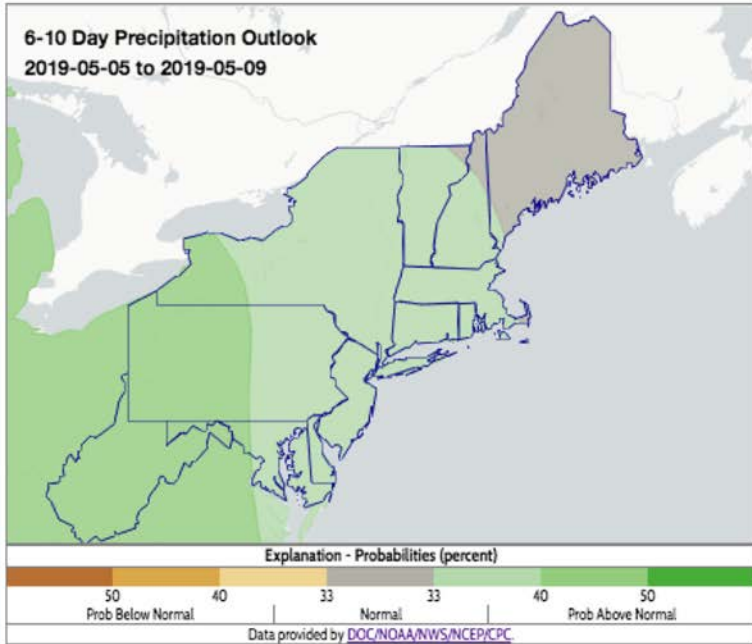 6-10 Day Precipitation Outlook
2019-05-05 to 2019-05-09
Explanation - Probabilities (percent)
50 40 33 33 40 50
Prob Below Normal | Normal | Prob Above Normal
Data provided by DOC/NOAA/NWS/NCEP/CPC.